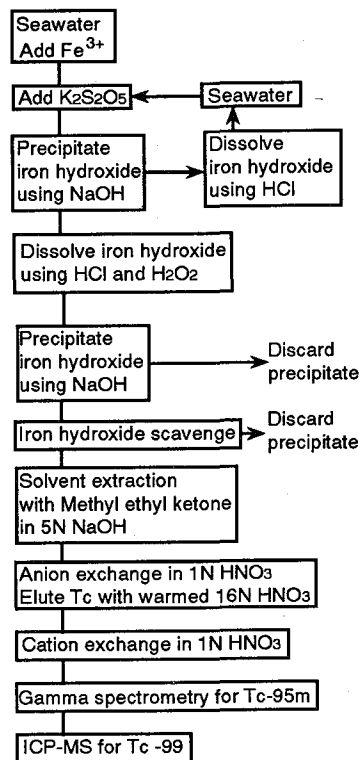 Seawater
Add Fe3+
Add K2S2O5
Seawater
Precipitate
iron hydroxide
using NaOH
Dissolve
iron hydroxide
using HCl
Dissolve iron hydroxide
using HCl and H2O2
Precipitate
iron hydroxide
using NaOH
Discard
precipitate
Iron hydroxide scavenge
Discard
precipitate
Solvent extraction
with Methyl ethyl ketone
in 5N NaOH
Anion exchange in 1N HNO3
Elute Tc with warmed 16N HNO3
Cation exchange in 1N HNO3
Gamma spectrometry for Tc-95m
ICP-MS for Tc -99